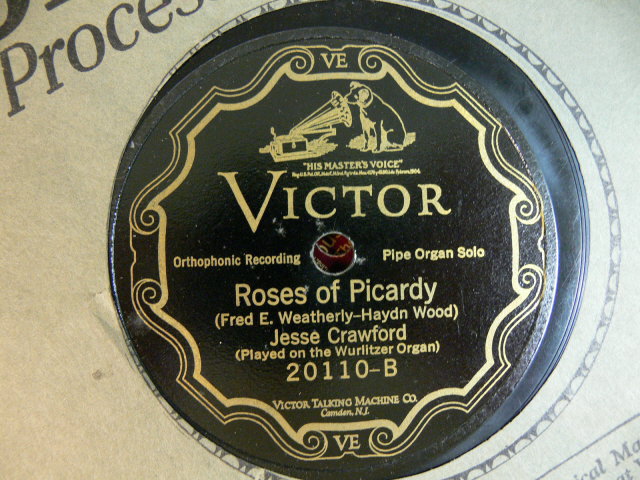 Process
VE
"HIS MASTER'S VOICE"
VICTOR
Orthophonic Recording
Pipe Organ Solo
Roses of Picardy
(Fred E. Weatherly-Haydn Wood)
Jesse Crawford
(Played on the Wurlitzer Organ)
20110-B
VICTOR TALKING MACHINE CO.
Camden, N.J.
VE